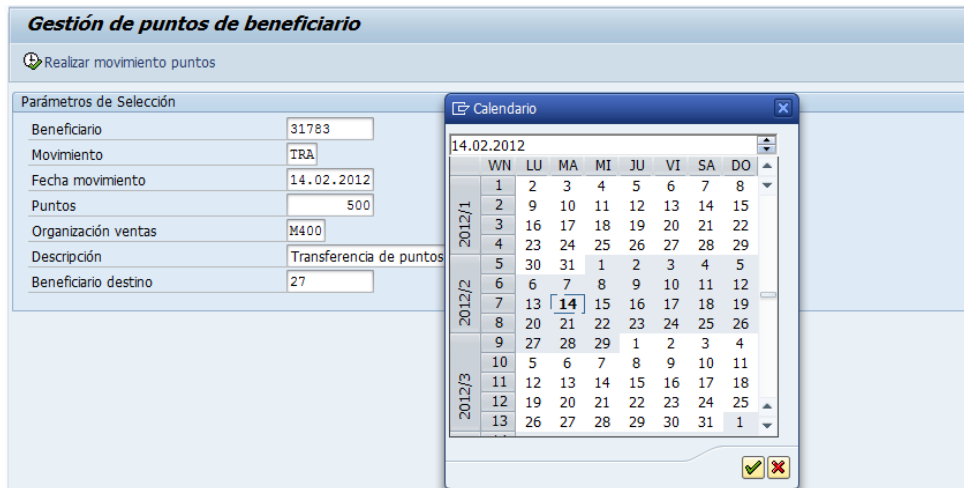 Gestión de puntos de beneficiario
Realizar movimiento puntos
Parámetros de Selección
Beneficiario 31783
Movimiento TRA
Fecha movimiento 14.02.2012
Puntos 500
Organización ventas M400
Descripción Transferencia de puntos
Beneficiario destino 27
Calendario
14.02.2012
WN LU MA MI JU VI SA DO
2012/1
1 2 3 4 5 6 7 8
2 9 10 11 12 13 14 15
3 16 17 18 19 20 21 22
4 23 24 25 26 27 28 29
2012/2
5 30 31 1 2 3 4 5
6 6 7 8 9 10 11 12
7 13 14 15 16 17 18 19
8 20 21 22 23 24 25 26
2012/3
9 27 28 29 1 2 3 4
10 5 6 7 8 9 10 11
11 12 13 14 15 16 17 18
12 19 20 21 22 23 24 25
13 26 27 28 29 30 31 1